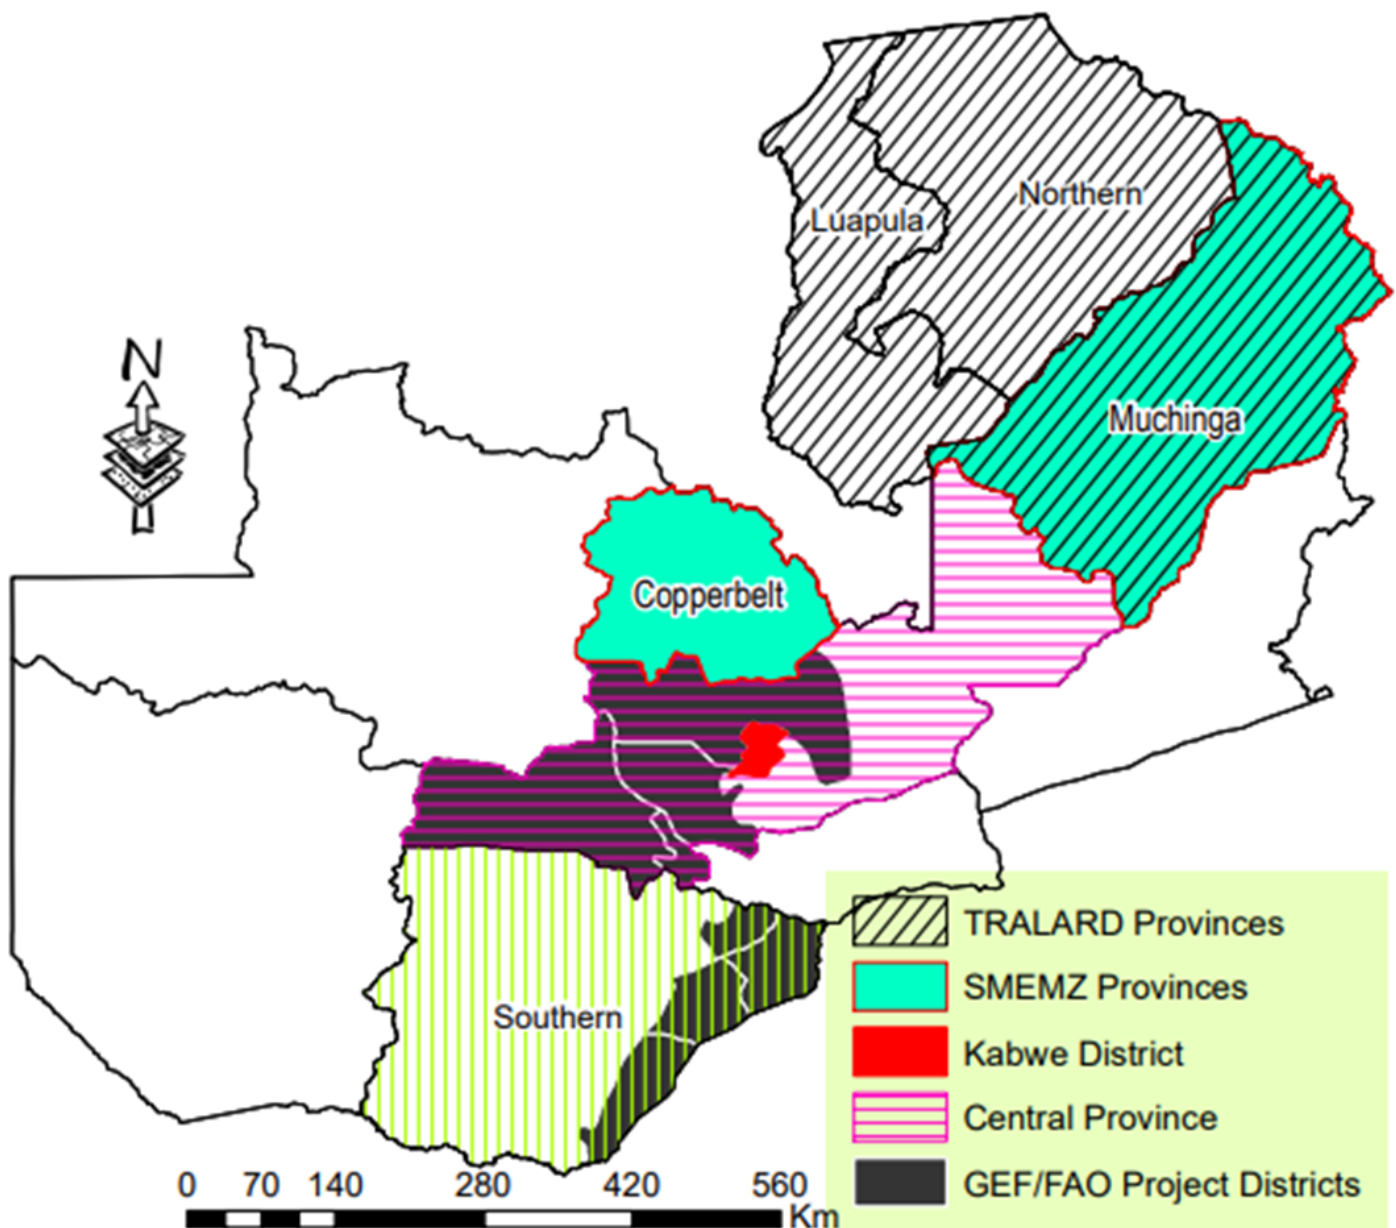 Northern
Luapula
N
Muchinga
Copperbelt
Southern
TRALARD Provinces
SMEMZ Provinces
Kabwe District
Central Province
GEF/FAO Project Districts
0 70 140 280 420 560
Km